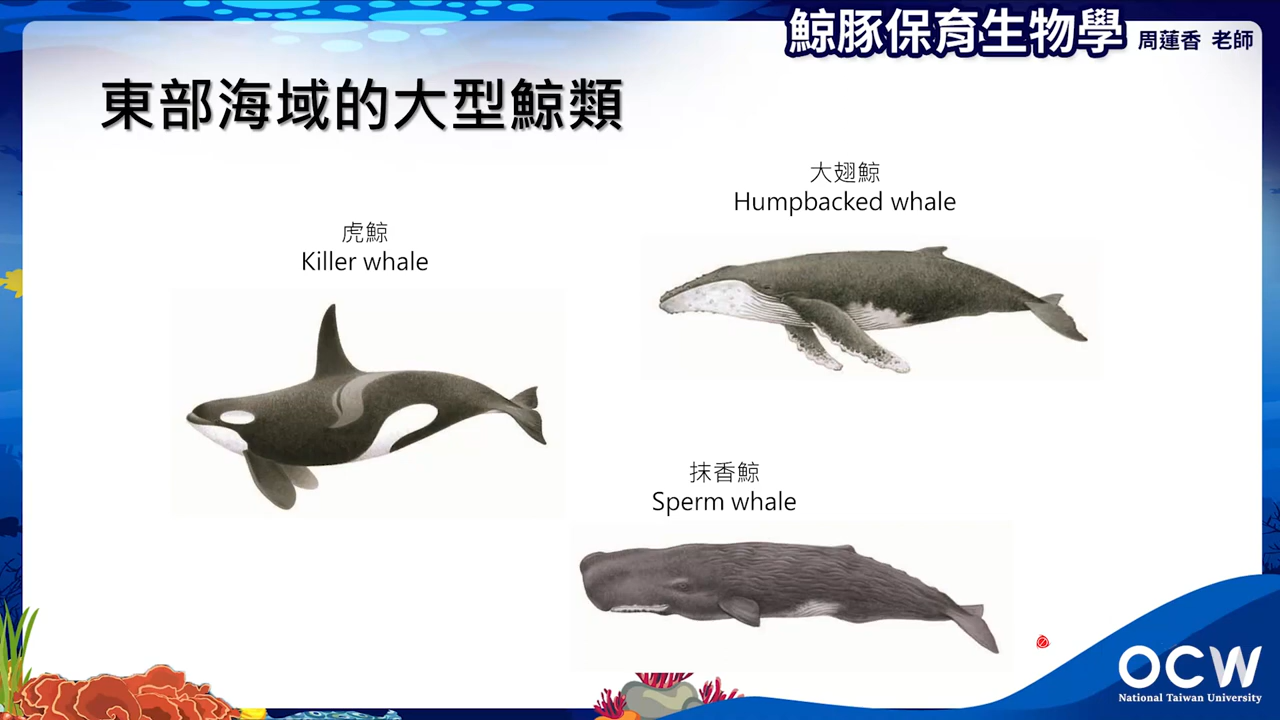 鯨豚保育生物學 周蓮香 老師
東部海域的大型鯨類
大翅鯨
Humpbacked whale
虎鯨
Killer whale
抹香鯨
Sperm whale
OCW
National Taiwan University